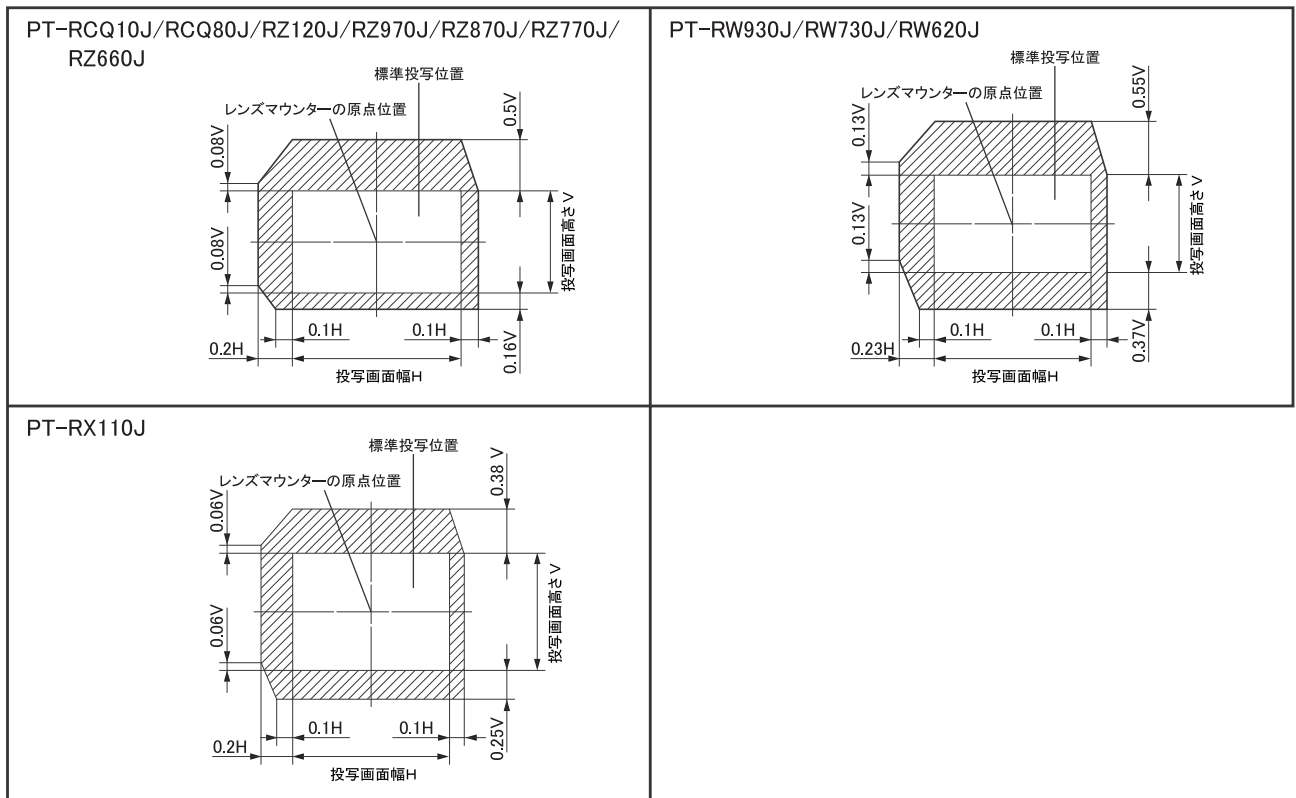 PT-RCQ10J/RCQ80J/RZ120J/RZ970J/RZ870J/RZ770J/
RZ660J
標準投写位置
レンズマウンターの原点位置
0.5V
0.08V
0.08V
投写画面高さV
0.1H
0.1H
0.2H
0.16V
投写画面幅H
PT-RW930J/RW730J/RW620J
標準投写位置
レンズマウンターの原点位置
0.55V
0.13V
0.13V
投写画面高さV
0.1H
0.1H
0.23H
0.37V
投写画面幅H
PT-RX110J
標準投写位置
レンズマウンターの原点位置
0.38 V
0.06V
0.06V
投写画面高さV
0.1H
0.1H
0.2H
0.25V
投写画面幅H